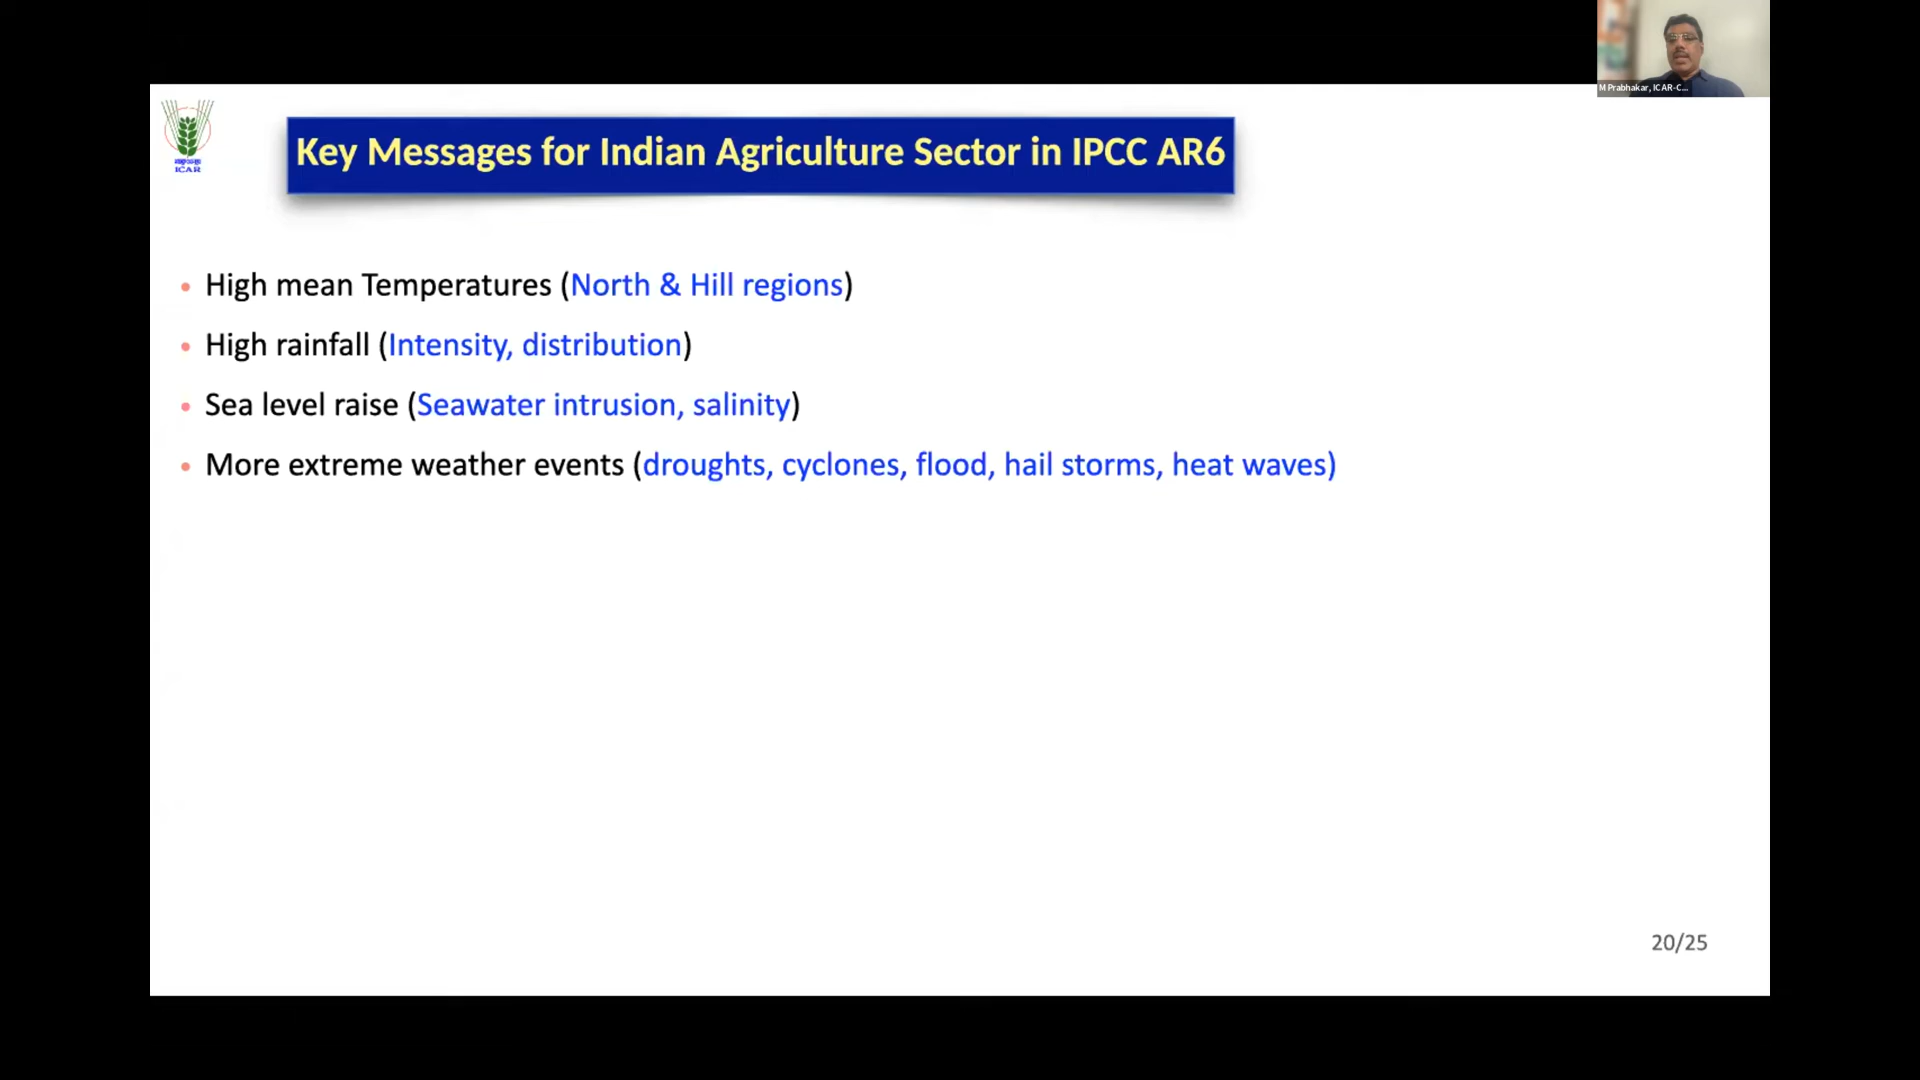 M Prabhakar, ICAR-C...
ICAR
Key Messages for Indian Agriculture Sector in IPCC AR6
• High mean Temperatures (North & Hill regions)
• High rainfall (Intensity, distribution)
• Sea level raise (Seawater intrusion, salinity)
• More extreme weather events (droughts, cyclones, flood, hail storms, heat waves)
20/25